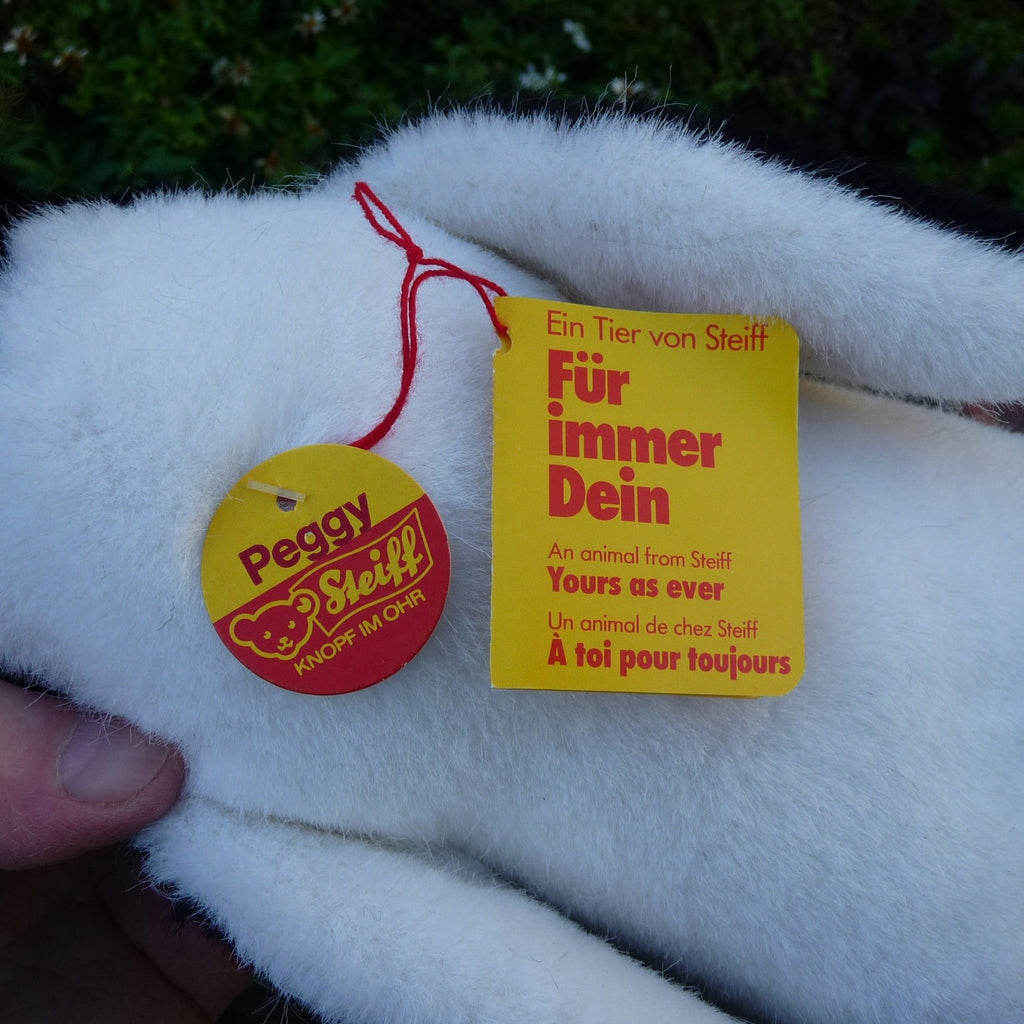 Peggy
Steiff
KNOPF IM OHR
Ein Tier von Steiff
Für
immer
Dein
An animal from Steiff
Yours as ever
Un animal de chez Steiff
À toi pour toujours